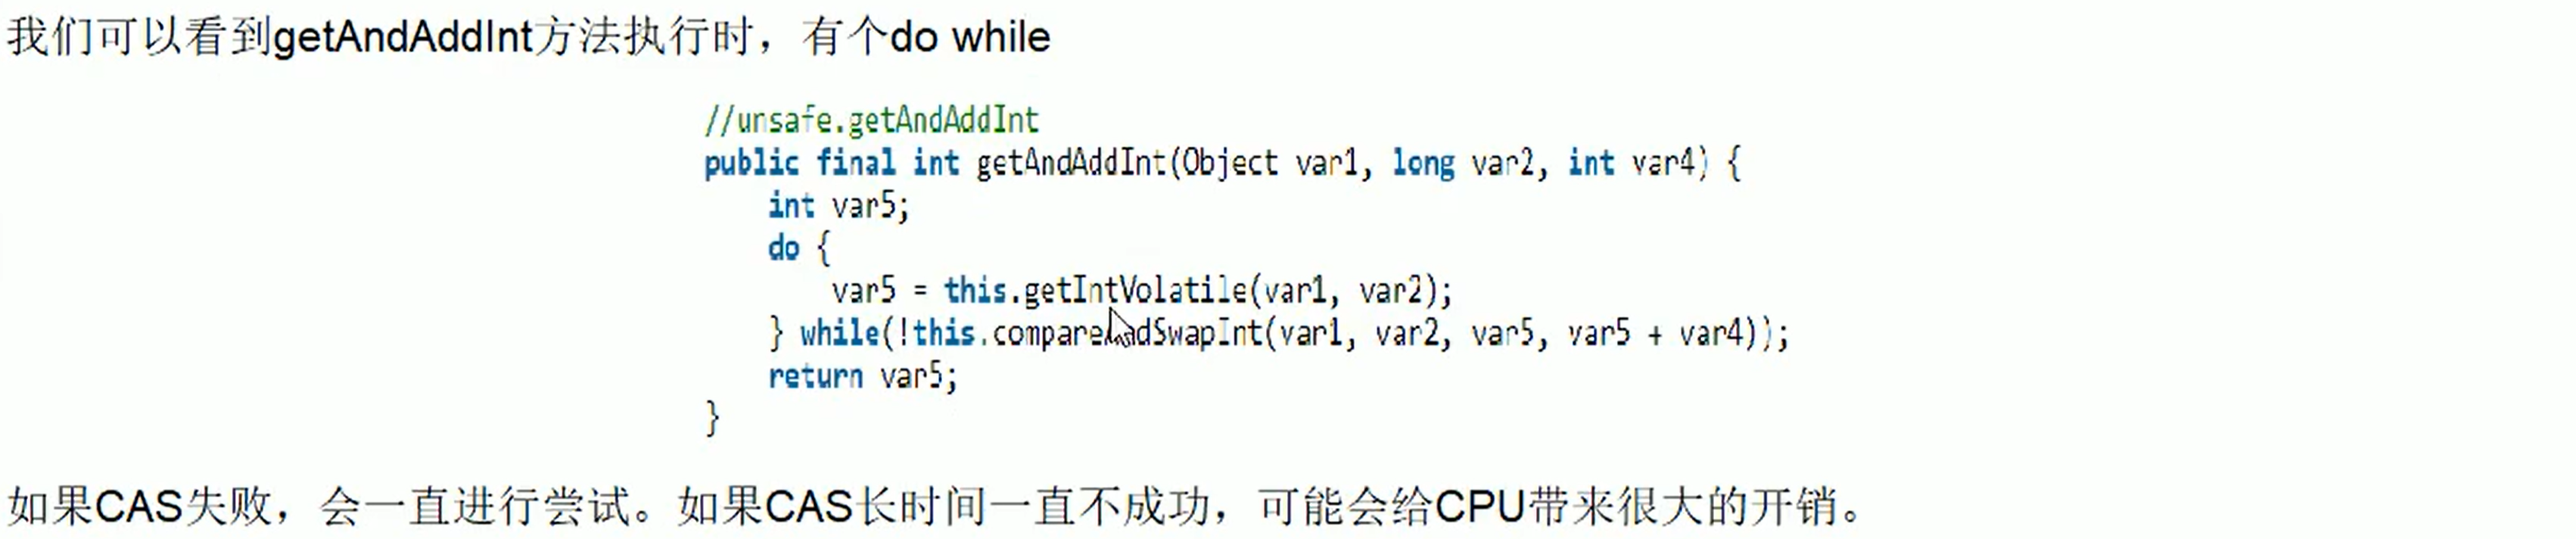 我们可以看到getAndAddInt方法执行时，有个do while
//unsafe.getAndAddInt
public final int getAndAddInt(Object var1, long var2, int var4) {
int var5;
do {
var5 = this.getIntVolatile(var1, var2);
} while(!this.compareAndSwapInt(var1, var2, var5, var5 + var4));
return var5;
}
如果CAS失败，会一直进行尝试。如果CAS长时间一直不成功，可能会给CPU带来很大的开销。